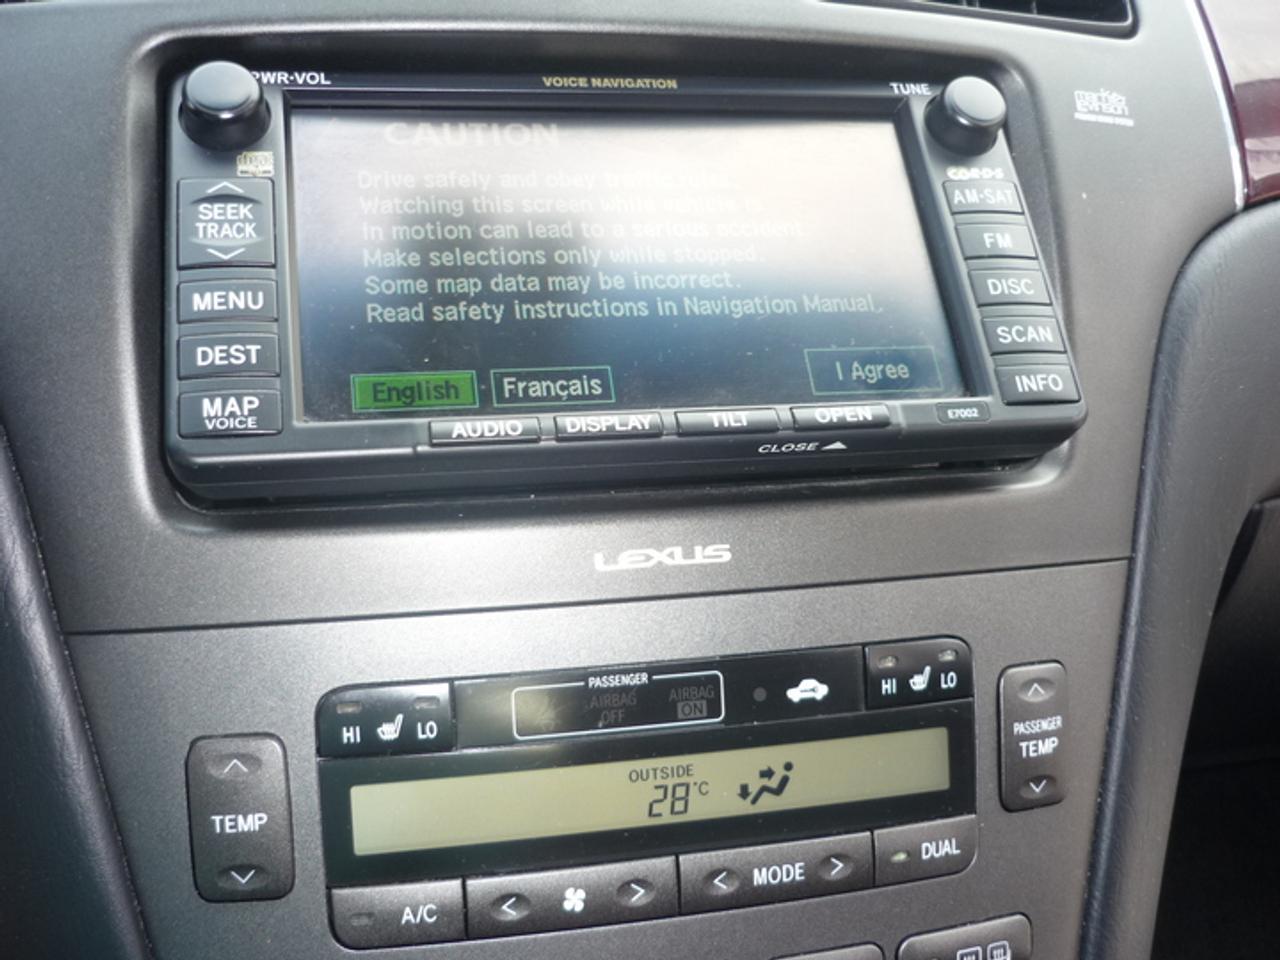 PWR·VOL
VOICE NAVIGATION
TUNE
mark
levinson
CAUTION
Drive safely and obey traffic rules.
Watching this screen while vehicle is
in motion can lead to a serious accident.
Make selections only while stopped.
Some map data may be incorrect.
Read safety instructions in Navigation Manual.
English
Français
I Agree
SEEK
TRACK
MENU
DEST
MAP
VOICE
AM·SAT
FM
DISC
SCAN
INFO
AUDIO
DISPLAY
TILT
OPEN
E7002
CLOSE
LEXUS
PASSENGER
AIRBAG
OFF
AIRBAG
ON
HI
LO
HI
LO
TEMP
OUTSIDE
28°C
PASSENGER
TEMP
A/C
MODE
DUAL